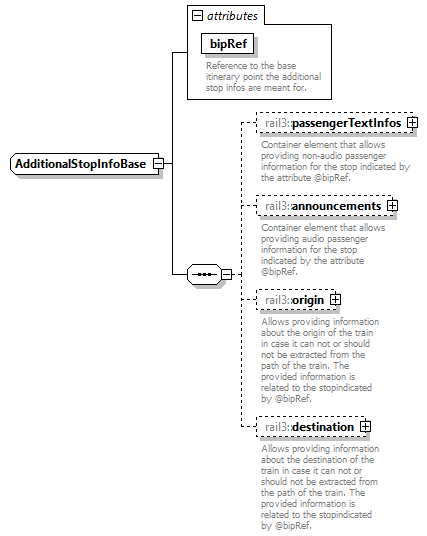 attributes
bipRef
Reference to the base
itinerary point the additional
stop infos are meant for.
AdditionalStopInfoBase
rail3::passengerTextInfos
Container element that allows
providing non-audio passenger
information for the stop indicated by
the attribute @bipRef.
rail3::announcements
Container element that allows
providing audio passenger
information for the stop
indicated by the attribute
@bipRef.
rail3::origin
Allows providing information
about the origin of the train
in case it can not or should
not be extracted from the
path of the train. The
provided information is
related to the stopindicated
by @bipRef.
rail3::destination
Allows providing information
about the destination of the
train in case it can not or
should not be extracted from
the path of the train. The
provided information is
related to the stopindicated
by @bipRef.